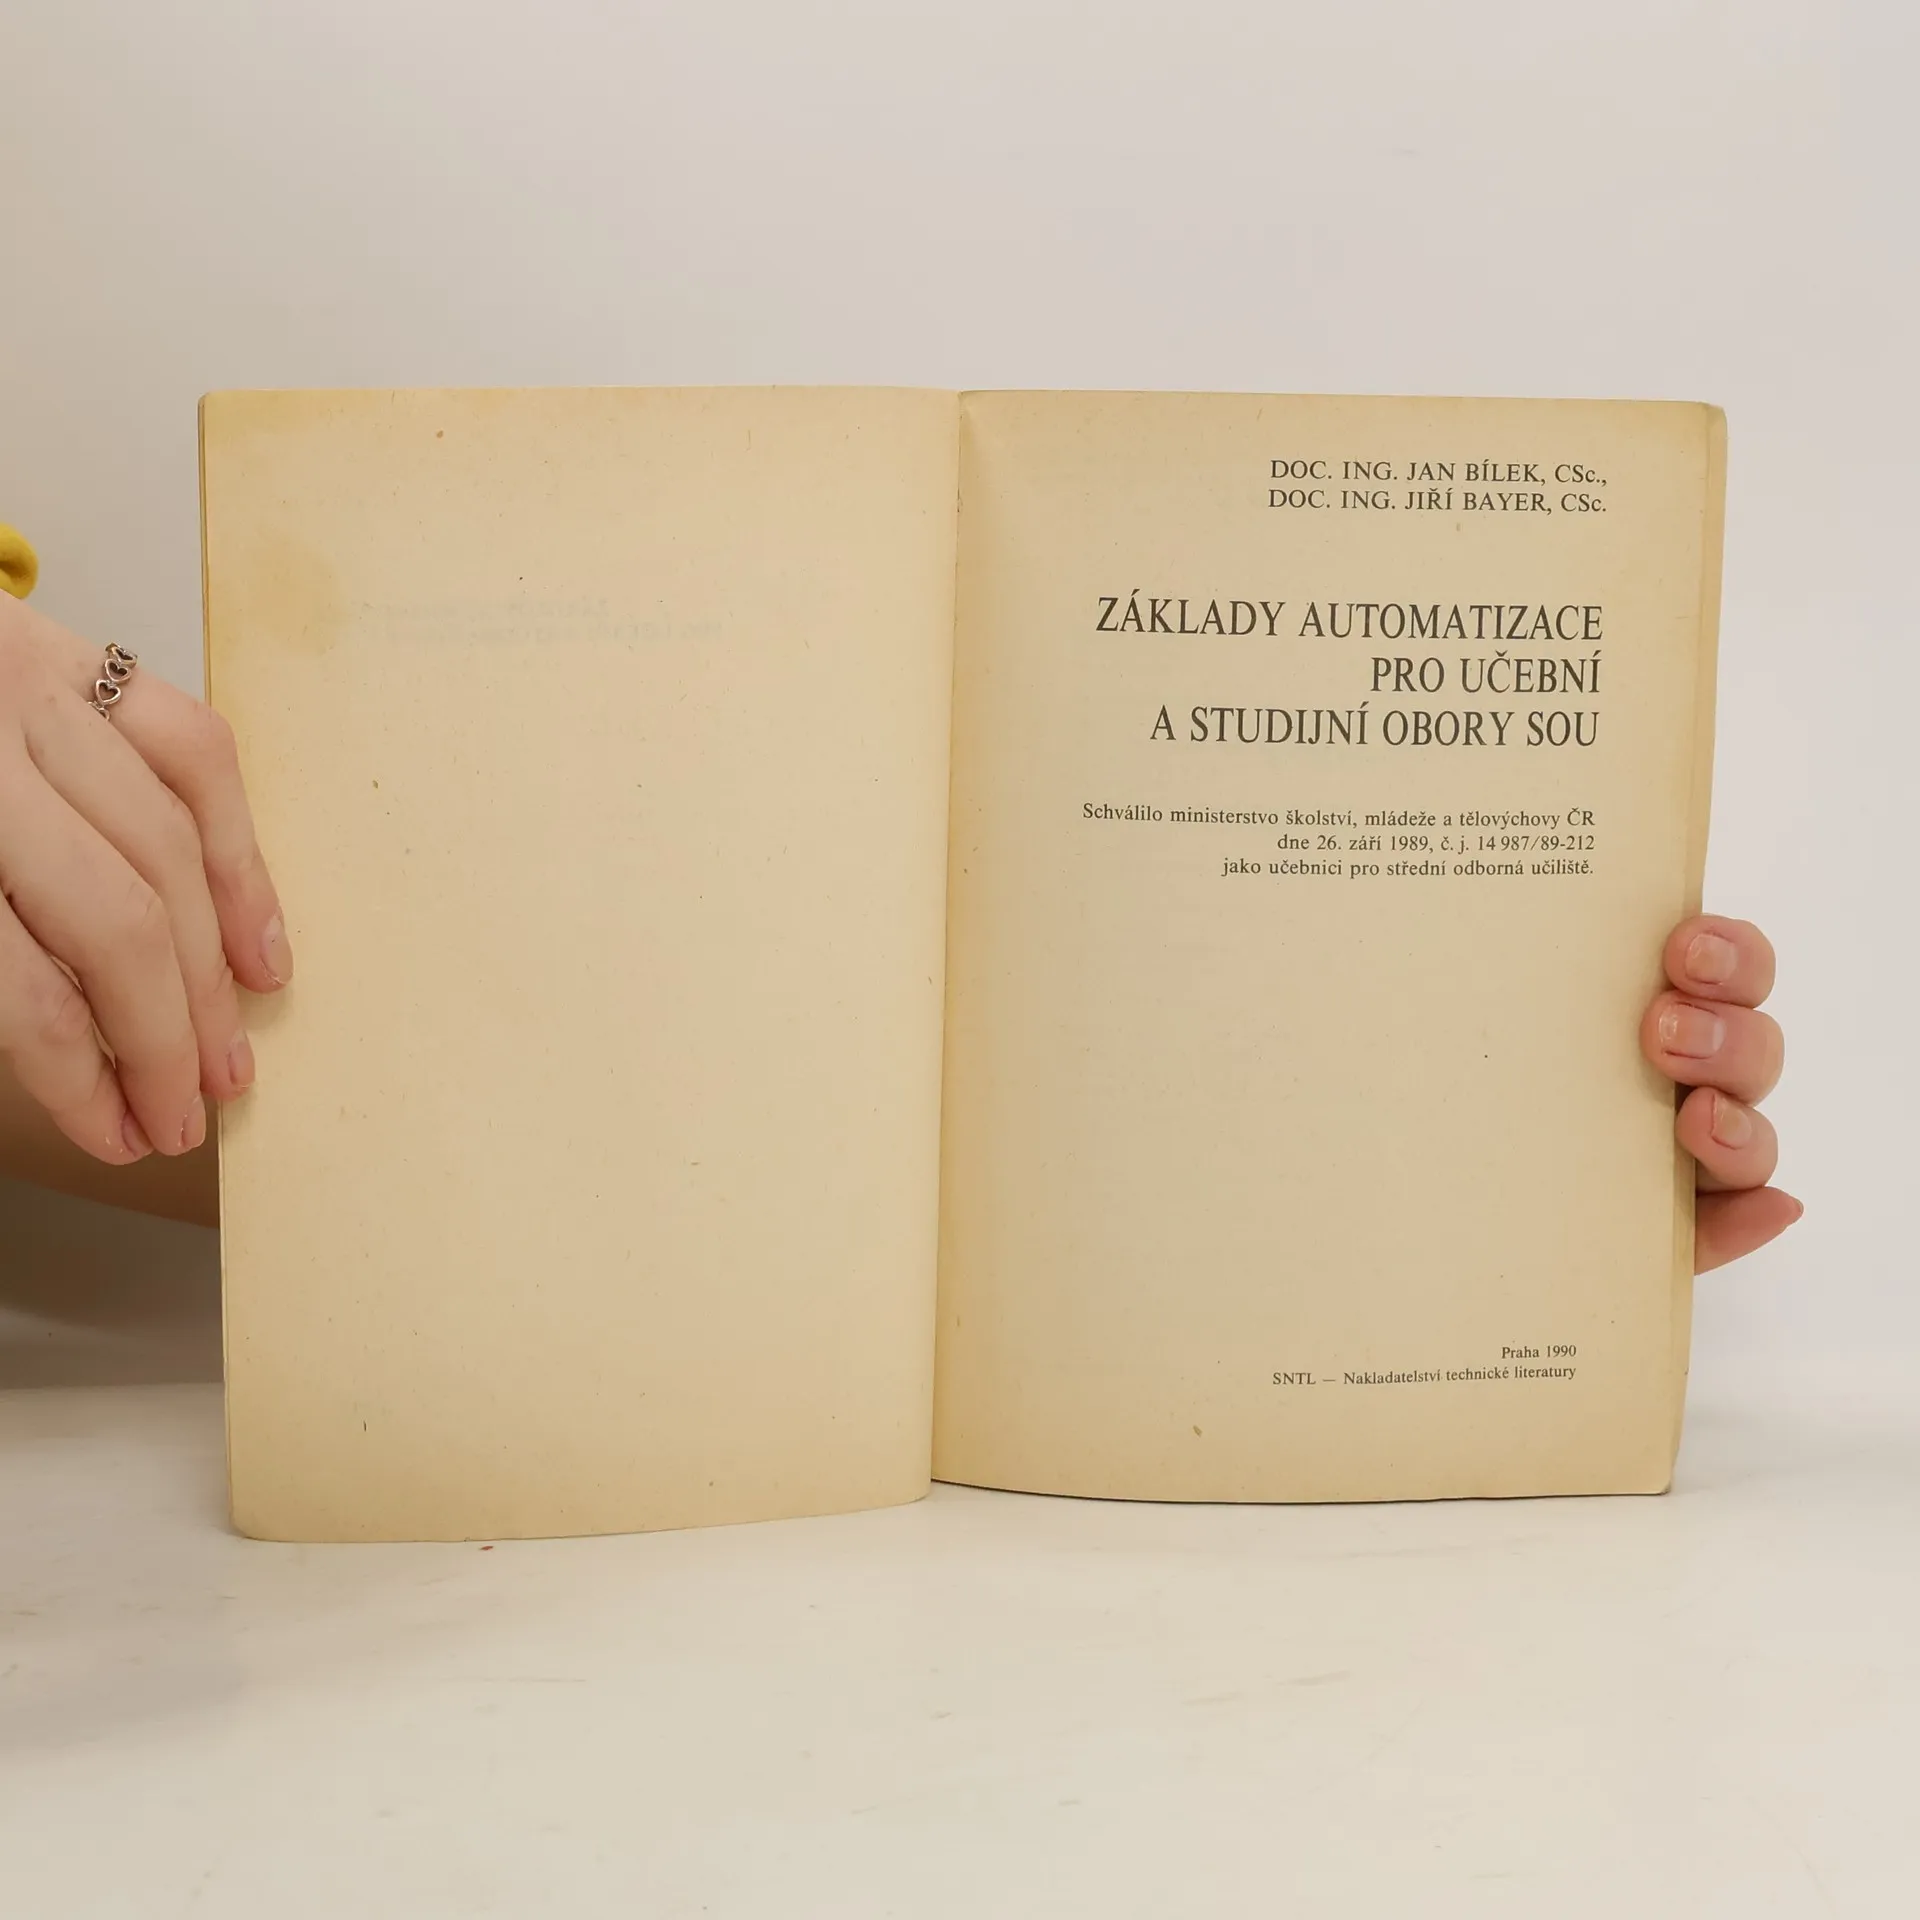 DOC. ING. JAN BÍLEK, CSc.,
DOC. ING. JIŘÍ BAYER, CSc.
ZÁKLADY AUTOMATIZACE
PRO UČEBNÍ
A STUDIJNÍ OBORY SOU
Schválilo ministerstvo školství, mládeže a tělovýchovy ČR
dne 26. září 1989, č. j. 14 987/89-212
jako učebnici pro střední odborná učiliště.
Praha 1990
SNTL — Nakladatelství technické literatury